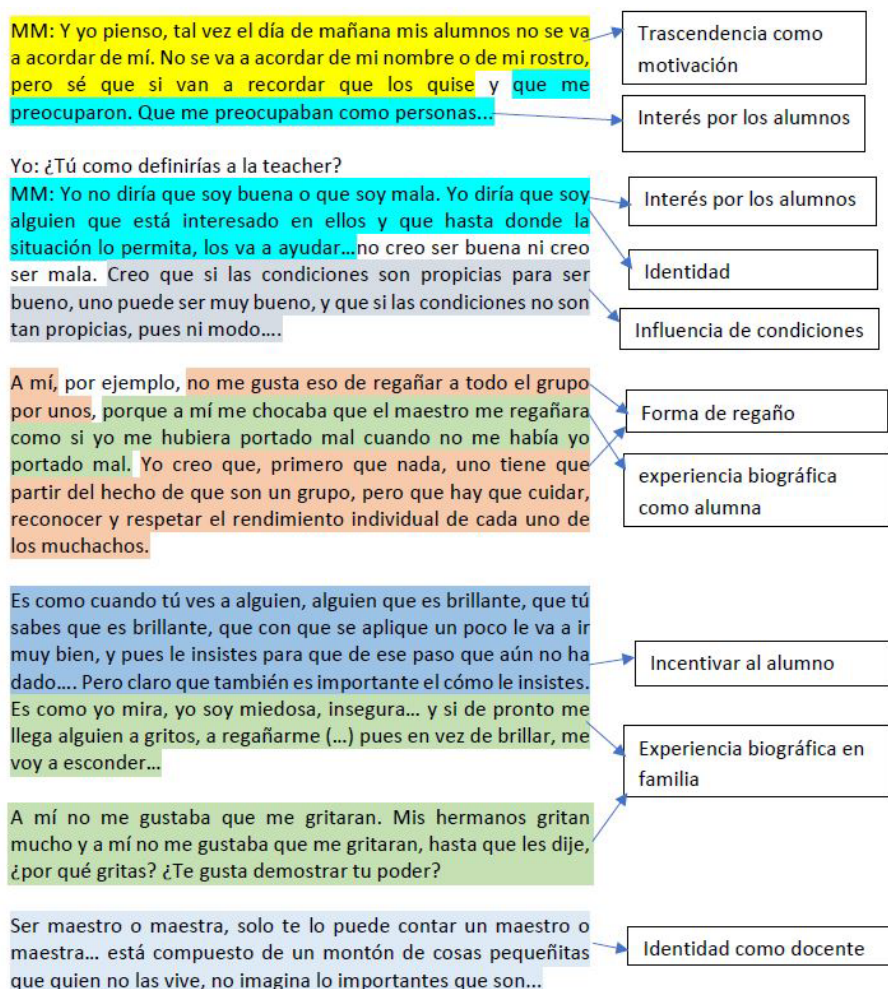 MM: Y yo pienso, tal vez el día de mañana mis alumnos no se va
a acordar de mí. No se va a acordar de mi nombre o de mi rostro,
pero sé que si van a recordar que los quise y que me
preocuparon. Que me preocupaban como personas...
Trascendencia como
motivación
Interés por los alumnos
Yo: ¿Tú como definirías a la teacher?
MM: Yo no diría que soy buena o que soy mala. Yo diría que soy
alguien que está interesado en ellos y que hasta donde la
situación lo permita, los va a ayudar...no creo ser buena ni creo
ser mala. Creo que si las condiciones son propicias para ser
bueno, uno puede ser muy bueno, y que si las condiciones no son
tan propicias, pues ni modo....
Interés por los alumnos
Identidad
Influencia de condiciones
A mí, por ejemplo, no me gusta eso de regañar a todo el grupo
por unos, porque a mí me chocaba que el maestro me regañara
como si yo me hubiera portado mal cuando no me había yo
portado mal. Yo creo que, primero que nada, uno tiene que
partir del hecho de que son un grupo, pero que hay que cuidar,
reconocer y respetar el rendimiento individual de cada uno de
los muchachos.
Forma de regaño
experiencia biográfica
como alumna
Es como cuando tú ves a alguien, alguien que es brillante, que tú
sabes que es brillante, que con que se aplique un poco le va a ir
muy bien, y pues le insistes para que de ese paso que aún no ha
dado.... Pero claro que también es importante el cómo le insistes.
Es como yo mira, yo soy miedosa, insegura... y si de pronto me
llega alguien a gritos, a regañarme (...) pues en vez de brillar, me
voy a esconder...
Incentivar al alumno
Experiencia biográfica en
familia
A mí no me gustaba que me gritaran. Mis hermanos gritan
mucho y a mí no me gustaba que me gritaran, hasta que les dije,
¿por qué gritas? ¿Te gusta demostrar tu poder?
Ser maestro o maestra, solo te lo puede contar un maestro o
maestra... está compuesto de un montón de cosas pequeñitas
que quien no las vive, no imagina lo importantes que son...
Identidad como docente